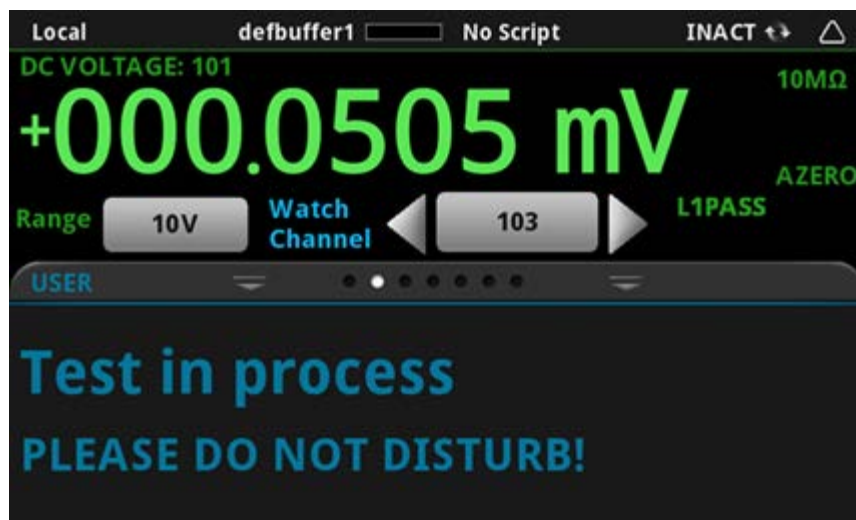 Local defbuffer1 No Script INACT
DC VOLTAGE: 101
10MΩ
+000.0505 mV
AZERO
Range 10V Watch Channel 103 L1PASS
USER
Test in process
PLEASE DO NOT DISTURB!